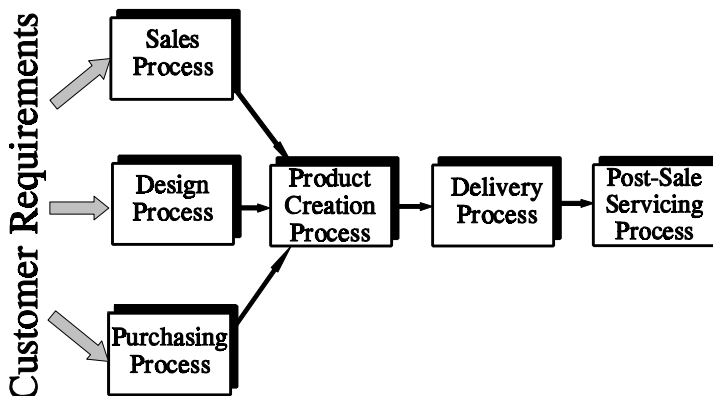 Customer Requirements
Sales
Process
Design
Process
Purchasing
Process
Product
Creation
Process
Delivery
Process
Post-Sale
Servicing
Process